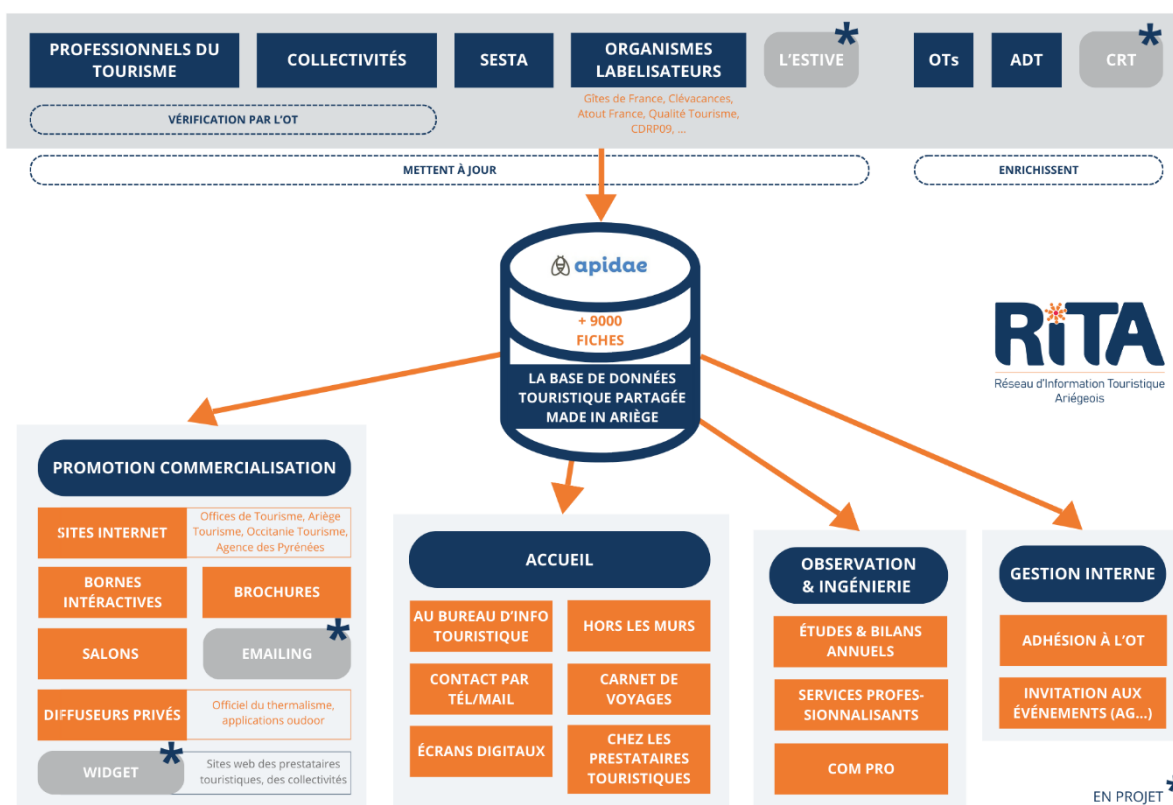 PROFESSIONNELS DU
TOURISME
COLLECTIVITÉS
SESTA
ORGANISMES
LABELISATEURS
L'ESTIVE
*
OTs
ADT
CRT
*
Gîtes de France, Clévacances,
Atout France, Qualité Tourisme,
CDRP09, ...
VÉRIFICATION PAR L'OT
METTENT À JOUR
ENRICHISSENT
apidae
+ 9000
FICHES
LA BASE DE DONNÉES
TOURISTIQUE PARTAGÉE
MADE IN ARIÈGE
RiTA
Réseau d'Information Touristique
Ariégeois
PROMOTION COMMERCIALISATION
SITES INTERNET
Offices de Tourisme, Ariège
Tourisme, Occitanie Tourisme,
Agence des Pyrénées
BORNES
INTÉRACTIVES
BROCHURES
SALONS
EMAILING
*
DIFFUSEURS PRIVÉS
Officiel du thermalisme,
applications oudoor
WIDGET
*
Sites web des prestataires
touristiques, des collectivités
ACCUEIL
AU BUREAU D'INFO
TOURISTIQUE
HORS LES MURS
CONTACT PAR
TÉL/MAIL
CARNET DE
VOYAGES
ÉCRANS DIGITAUX
CHEZ LES
PRESTATAIRES
TOURISTIQUES
OBSERVATION
& INGÉNIERIE
ÉTUDES & BILANS
ANNUELS
SERVICES PROFES-
SIONNALISANTS
COM PRO
GESTION INTERNE
ADHÉSION À L'OT
INVITATION AUX
ÉVÉNEMENTS (AG...)
EN PROJET *